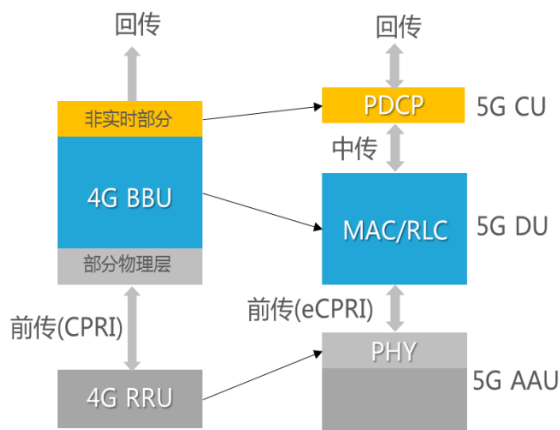 回传
非实时部分
4G BBU
部分物理层
前传(CPRI)
4G RRU
回传
PDCP
5G CU
中传
MAC/RLC
5G DU
前传(eCPRI)
PHY
5G AAU